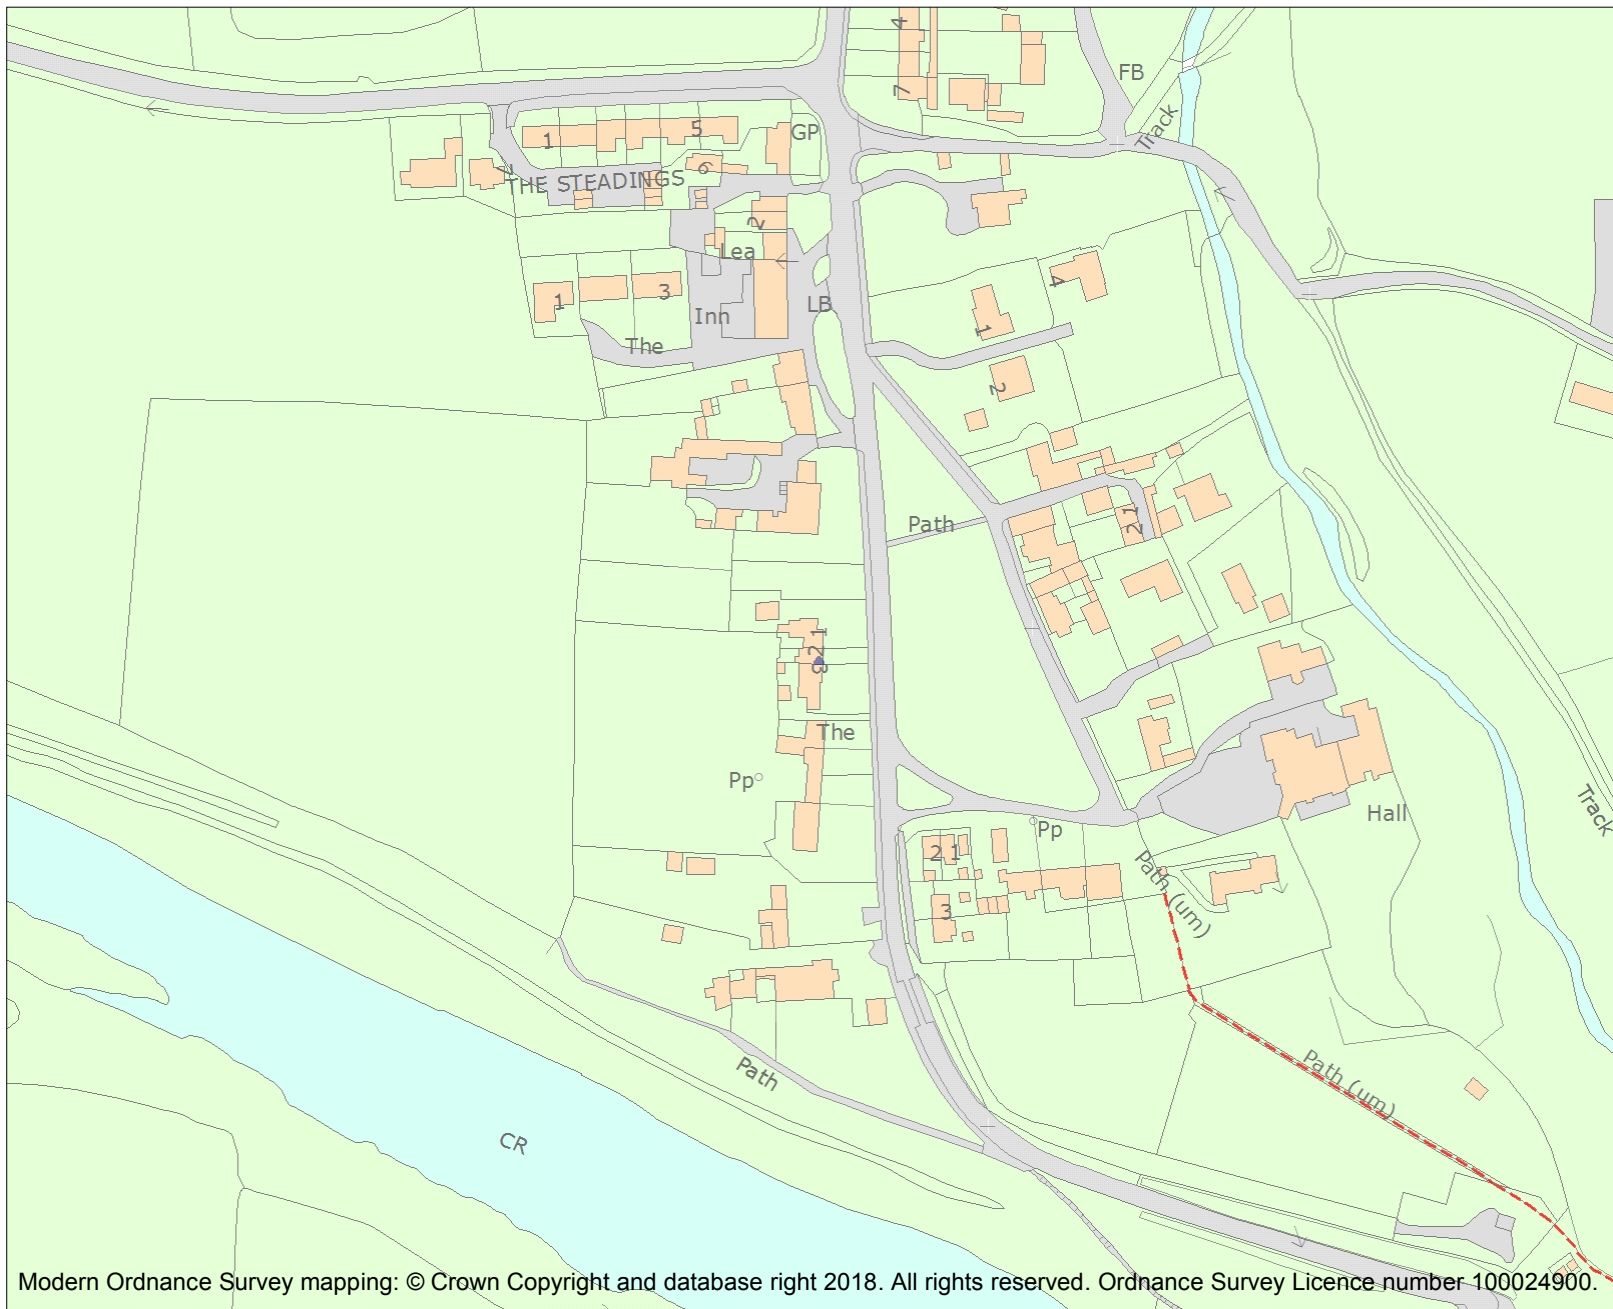 4
FB
7
Track
GP
1
5
6
THE STEADINGS
2
Lea
4
1
3
LB
Inn
1
The
2
Path
1
2
1
2
3
The
Pp
Track
Hall
Pp
2 1
Path (um)
3
Path (um)
Path
CR
Modern Ordnance Survey mapping: © Crown Copyright and database right 2018. All rights reserved. Ordnance Survey Licence number 100024900.